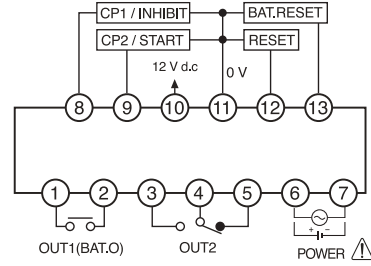 CP1 / INHIBIT BAT.RESET
CP2 / START RESET
12 V d.c 0 V
8 9 10 11 12 13
1 2 3 4 5 6 7
+ -
OUT1(BAT.O) OUT2 POWER